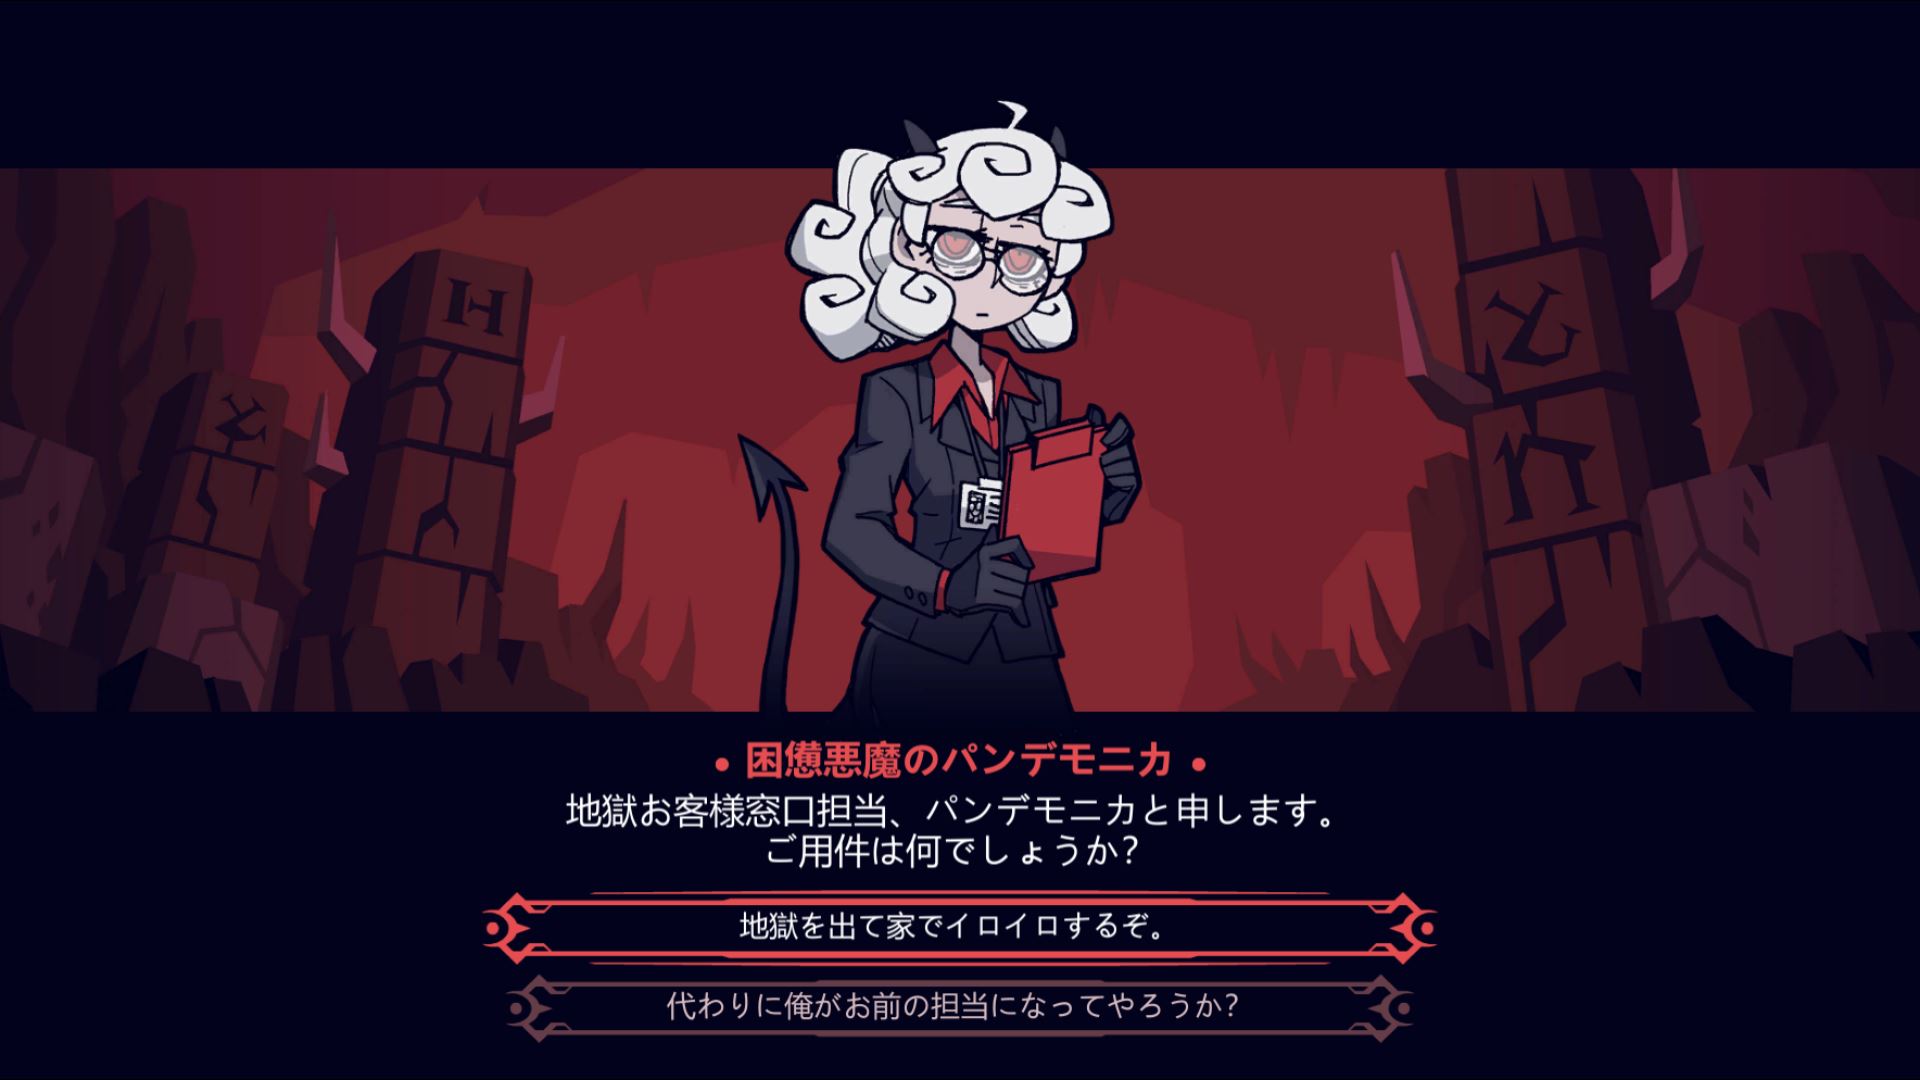 • 困憊悪魔のパンデモニカ •
地獄お客様窓口担当、パンデモニカと申します。
ご用件は何でしょうか?
地獄を出て家でイロイロするぞ。
代わりに俺がお前の担当になってやろうか?